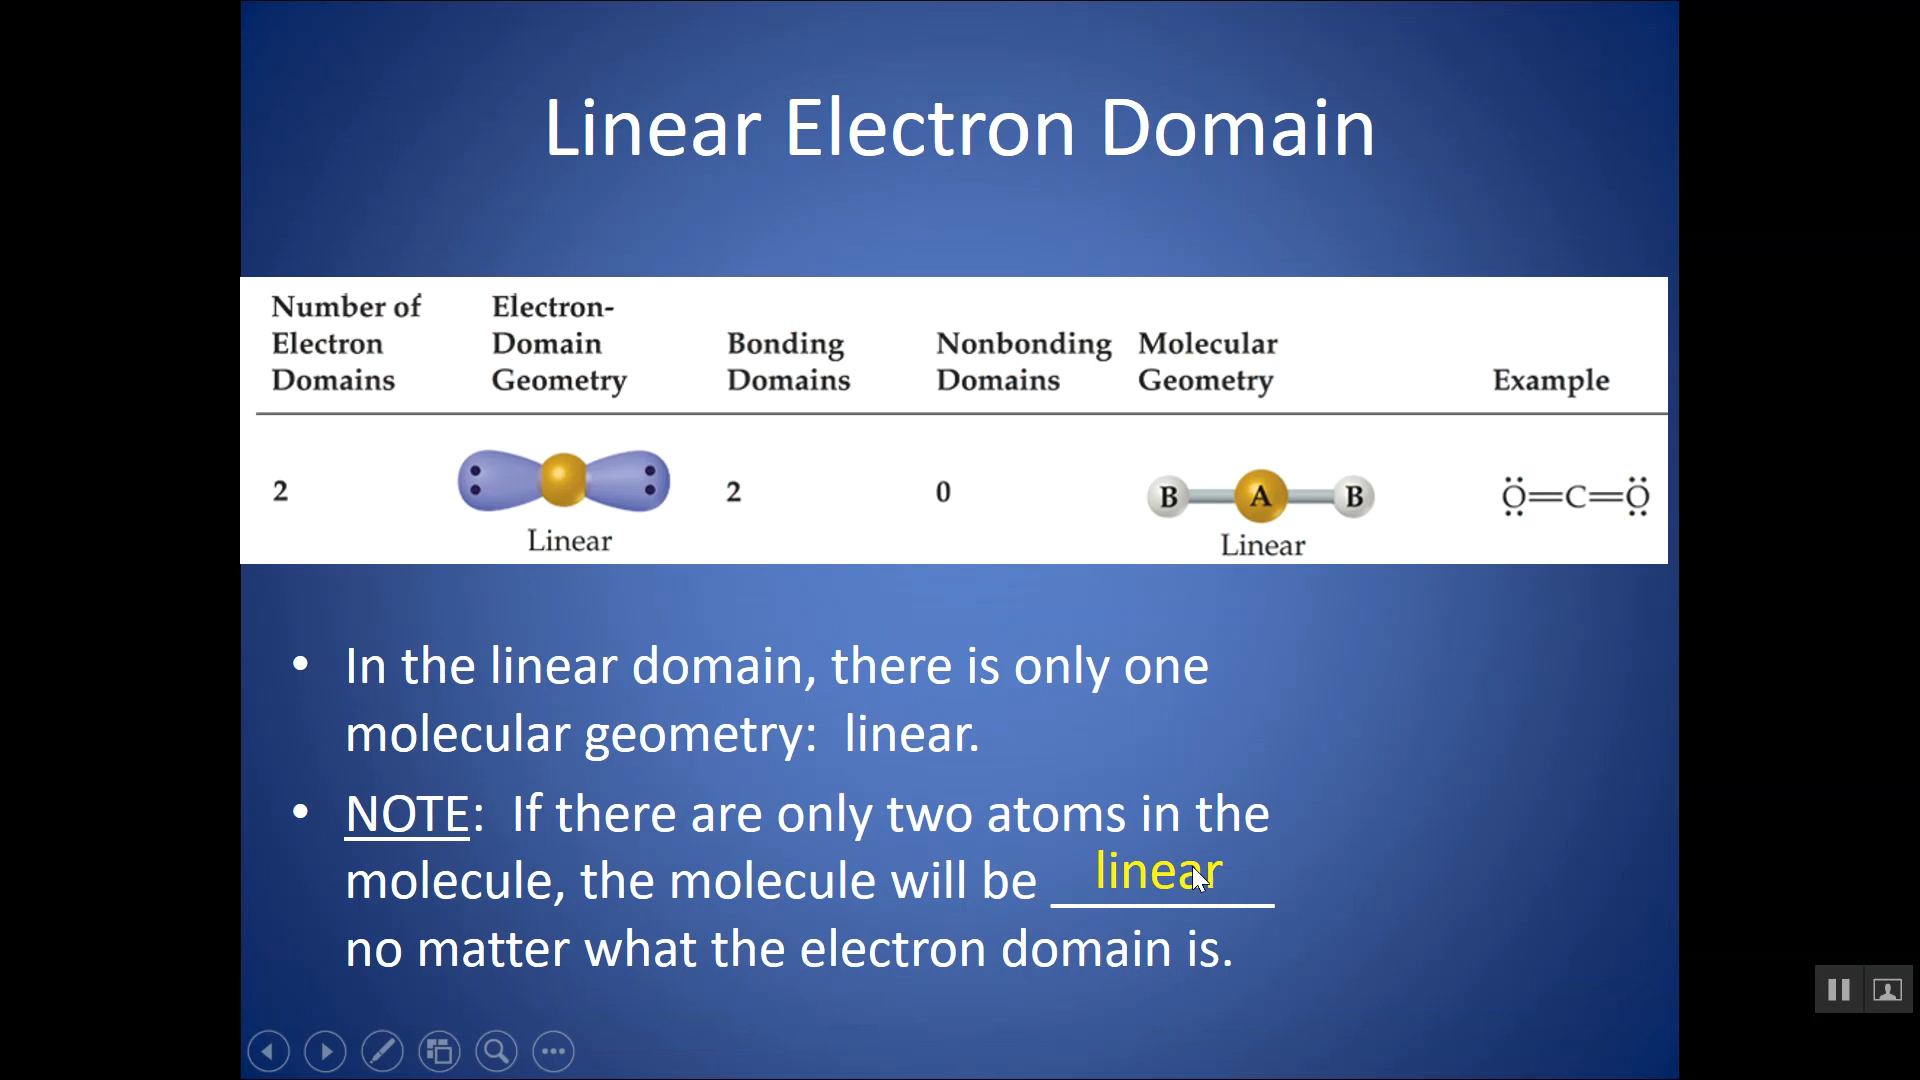 Linear Electron Domain
Number of Electron Domains
Electron-Domain Geometry
Bonding Domains
Nonbonding Domains
Molecular Geometry
Example
2
Linear
2
0
B A B
Linear
Ö=C=Ö
• In the linear domain, there is only one
molecular geometry: linear.
• NOTE: If there are only two atoms in the
molecule, the molecule will be linear
no matter what the electron domain is.